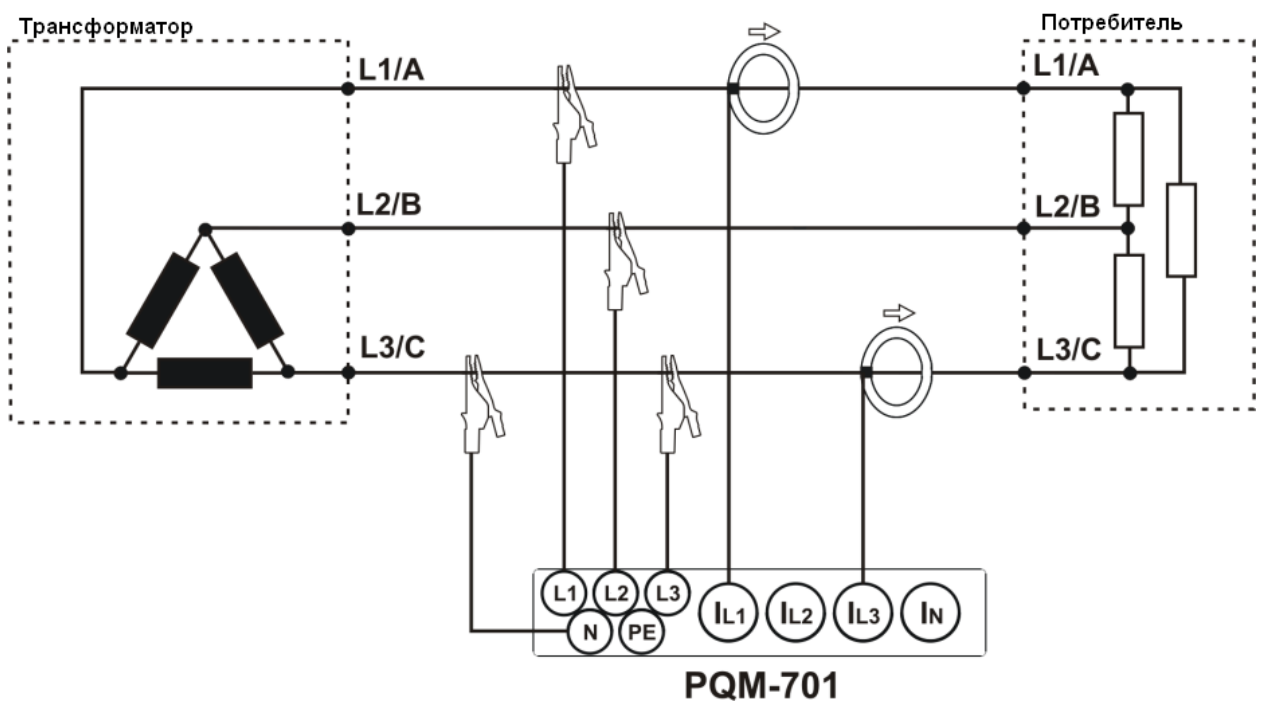 Трансформатор
Потребитель
L1/A
L1/A
L2/B
L2/B
L3/C
L3/C
L1 L2 L3
IL1 IL2 IL3 IN
N PE
PQM-701